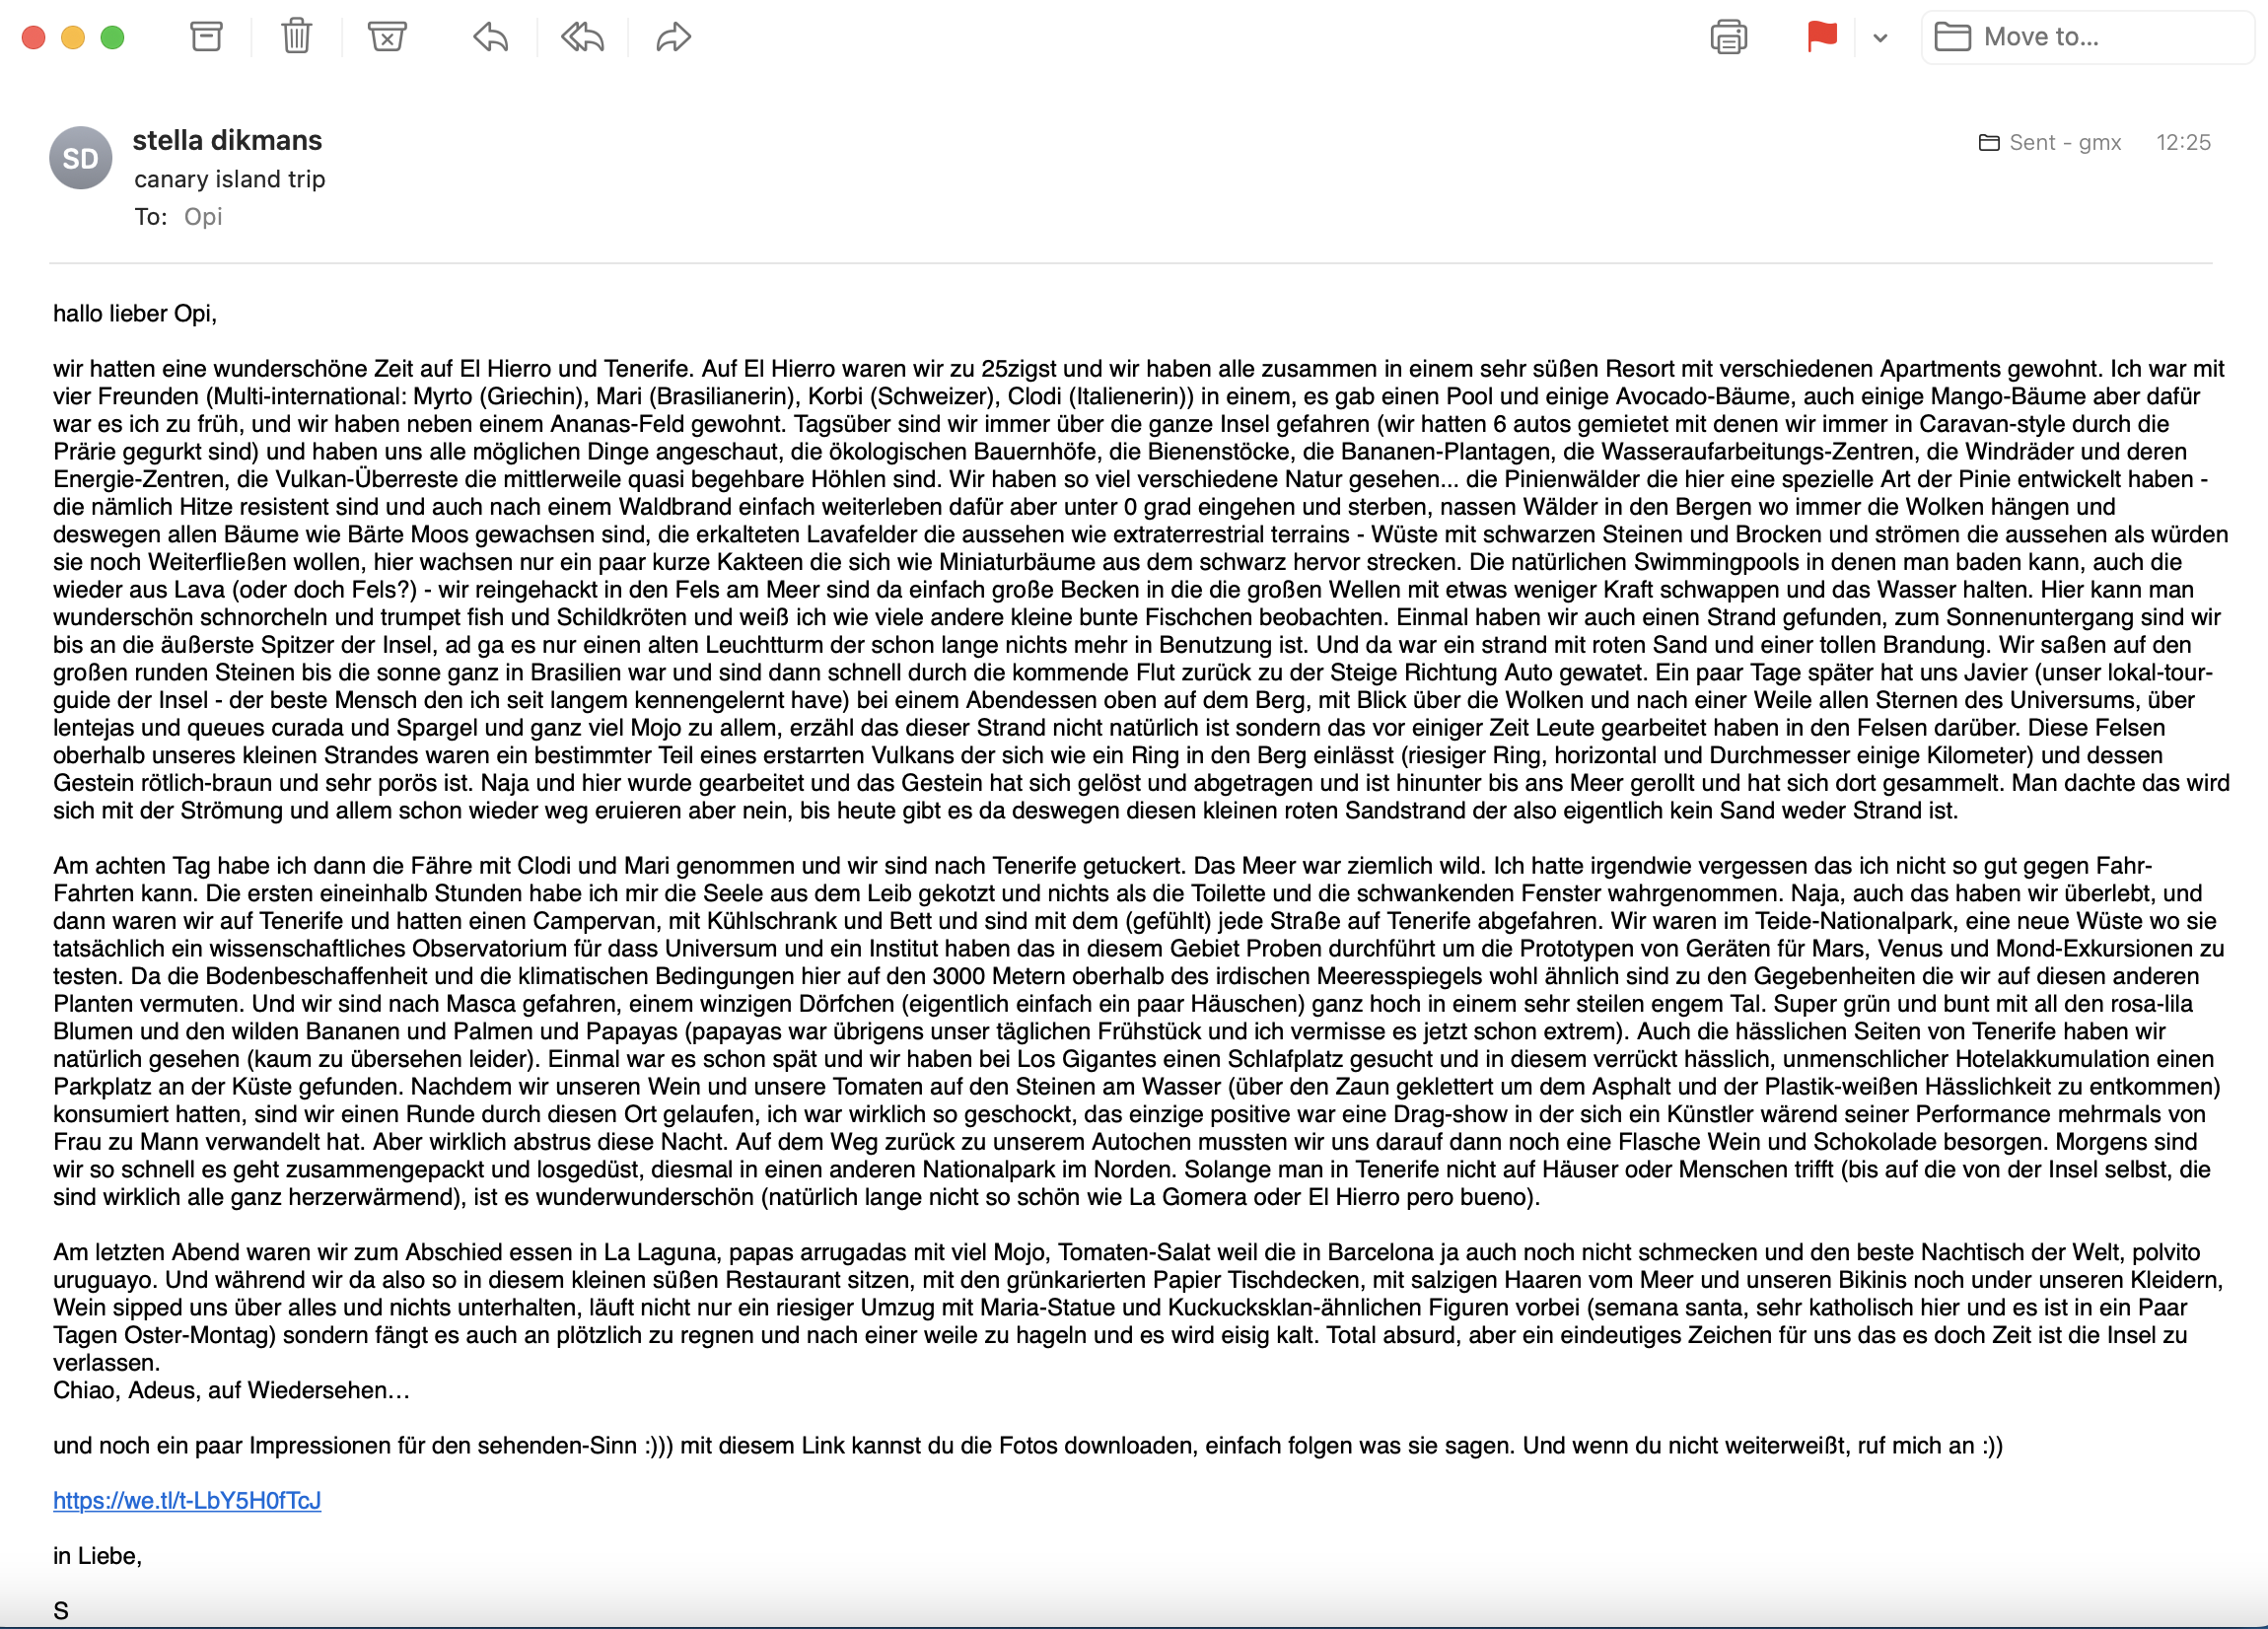 Move to...
SD
stella dikmans
Sent - gmx 12:25
canary island trip
To: Opi
hallo lieber Opi,
wir hatten eine wunderschöne Zeit auf El Hierro und Tenerife. Auf El Hierro waren wir zu 25zigst und wir haben alle zusammen in einem sehr süßen Resort mit verschiedenen Apartments gewohnt. Ich war mit
vier Freunden (Multi-international: Myrto (Griechin), Mari (Brasilianerin), Korbi (Schweizer), Clodi (Italienerin)) in einem, es gab einen Pool und einige Avocado-Bäume, auch einige Mango-Bäume aber dafür
war es ich zu früh, und wir haben neben einem Ananas-Feld gewohnt. Tagsüber sind wir immer über die ganze Insel gefahren (wir hatten 6 autos gemietet mit denen wir immer in Caravan-style durch die
Prärie gegurkt sind) und haben uns alle möglichen Dinge angeschaut, die ökologischen Bauernhöfe, die Bienenstöcke, die Bananen-Plantagen, die Wasseraufarbeitungs-Zentren, die Windräder und deren
Energie-Zentren, die Vulkan-Überreste die mittlerweile quasi begehbare Höhlen sind. Wir haben so viel verschiedene Natur gesehen... die Pinienwälder die hier eine spezielle Art der Pinie entwickelt haben -
die nämlich Hitze resistent sind und auch nach einem Waldbrand einfach weiterleben dafür aber unter 0 grad eingehen und sterben, nassen Wälder in den Bergen wo immer die Wolken hängen und
deswegen allen Bäume wie Bärte Moos gewachsen sind, die erkalteten Lavafelder die aussehen wie extraterrestrial terrains - Wüste mit schwarzen Steinen und Brocken und strömen die aussehen als würden
sie noch Weiterfließen wollen, hier wachsen nur ein paar kurze Kakteen die sich wie Miniaturbäume aus dem schwarz hervor strecken. Die natürlichen Swimmingpools in denen man baden kann, auch die
wieder aus Lava (oder doch Fels?) - wir reingehackt in den Fels am Meer sind da einfach große Becken in die die großen Wellen mit etwas weniger Kraft schwappen und das Wasser halten. Hier kann man
wunderschön schnorcheln und trumpet fish und Schildkröten und weiß ich wie viele andere kleine bunte Fischchen beobachten. Einmal haben wir auch einen Strand gefunden, zum Sonnenuntergang sind wir
bis an die äußerste Spitzer der Insel, ad ga es nur einen alten Leuchtturm der schon lange nichts mehr in Benutzung ist. Und da war ein strand mit roten Sand und einer tollen Brandung. Wir saßen auf den
großen runden Steinen bis die sonne ganz in Brasilien war und sind dann schnell durch die kommende Flut zurück zu der Steige Richtung Auto gewatet. Ein paar Tage später hat uns Javier (unser lokal-tour-
guide der Insel - der beste Mensch den ich seit langem kennengelernt have) bei einem Abendessen oben auf dem Berg, mit Blick über die Wolken und nach einer Weile allen Sternen des Universums, über
lentejas und queues curada und Spargel und ganz viel Mojo zu allem, erzähl das dieser Strand nicht natürlich ist sondern das vor einiger Zeit Leute gearbeitet haben in den Felsen darüber. Diese Felsen
oberhalb unseres kleinen Strandes waren ein bestimmter Teil eines erstarrten Vulkans der sich wie ein Ring in den Berg einlässt (riesiger Ring, horizontal und Durchmesser einige Kilometer) und dessen
Gestein rötlich-braun und sehr porös ist. Naja und hier wurde gearbeitet und das Gestein hat sich gelöst und abgetragen und ist hinunter bis ans Meer gerollt und hat sich dort gesammelt. Man dachte das wird
sich mit der Strömung und allem schon wieder weg eruieren aber nein, bis heute gibt es da deswegen diesen kleinen roten Sandstrand der also eigentlich kein Sand weder Strand ist.
Am achten Tag habe ich dann die Fähre mit Clodi und Mari genommen und wir sind nach Tenerife getuckert. Das Meer war ziemlich wild. Ich hatte irgendwie vergessen das ich nicht so gut gegen Fahr-
Fahrten kann. Die ersten eineinhalb Stunden habe ich mir die Seele aus dem Leib gekotzt und nichts als die Toilette und die schwankenden Fenster wahrgenommen. Naja, auch das haben wir überlebt, und
dann waren wir auf Tenerife und hatten einen Campervan, mit Kühlschrank und Bett und sind mit dem (gefühlt) jede Straße auf Tenerife abgefahren. Wir waren im Teide-Nationalpark, eine neue Wüste wo sie
tatsächlich ein wissenschaftliches Observatorium für dass Universum und ein Institut haben das in diesem Gebiet Proben durchführt um die Prototypen von Geräten für Mars, Venus und Mond-Exkursionen zu
testen. Da die Bodenbeschaffenheit und die klimatischen Bedingungen hier auf den 3000 Metern oberhalb des irdischen Meeresspiegels wohl ähnlich sind zu den Gegebenheiten die wir auf diesen anderen
Planten vermuten. Und wir sind nach Masca gefahren, einem winzigen Dörfchen (eigentlich einfach ein paar Häuschen) ganz hoch in einem sehr steilen engem Tal. Super grün und bunt mit all den rosa-lila
Blumen und den wilden Bananen und Palmen und Papayas (papayas war übrigens unser täglichen Frühstück und ich vermisse es jetzt schon extrem). Auch die hässlichen Seiten von Tenerife haben wir
natürlich gesehen (kaum zu übersehen leider). Einmal war es schon spät und wir haben bei Los Gigantes einen Schlafplatz gesucht und in diesem verrückt hässlich, unmenschlicher Hotelakkumulation einen
Parkplatz an der Küste gefunden. Nachdem wir unseren Wein und unsere Tomaten auf den Steinen am Wasser (über den Zaun geklettert um dem Asphalt und der Plastik-weißen Hässlichkeit zu entkommen)
konsumiert hatten, sind wir einen Runde durch diesen Ort gelaufen, ich war wirklich so geschockt, das einzige positive war eine Drag-show in der sich ein Künstler wärend seiner Performance mehrmals von
Frau zu Mann verwandelt hat. Aber wirklich abstrus diese Nacht. Auf dem Weg zurück zu unserem Autochen mussten wir uns darauf dann noch eine Flasche Wein und Schokolade besorgen. Morgens sind
wir so schnell es geht zusammengepackt und losgedüst, diesmal in einen anderen Nationalpark im Norden. Solange man in Tenerife nicht auf Häuser oder Menschen trifft (bis auf die von der Insel selbst, die
sind wirklich alle ganz herzerwärmend), ist es wunderwunderschön (natürlich lange nicht so schön wie La Gomera oder El Hierro pero bueno).
Am letzten Abend waren wir zum Abschied essen in La Laguna, papas arrugadas mit viel Mojo, Tomaten-Salat weil die in Barcelona ja auch noch nicht schmecken und den beste Nachtisch der Welt, polvito
uruguayo. Und während wir da also so in diesem kleinen süßen Restaurant sitzen, mit den grünkarierten Papier Tischdecken, mit salzigen Haaren vom Meer und unseren Bikinis noch under unseren Kleidern,
Wein sipped uns über alles und nichts unterhalten, läuft nicht nur ein riesiger Umzug mit Maria-Statue und Kuckucksklan-ähnlichen Figuren vorbei (semana santa, sehr katholisch hier und es ist in ein Paar
Tagen Oster-Montag) sondern fängt es auch an plötzlich zu regnen und nach einer weile zu hageln und es wird eisig kalt. Total absurd, aber ein eindeutiges Zeichen für uns das es doch Zeit ist die Insel zu
verlassen.
Chiao, Adeus, auf Wiedersehen…
und noch ein paar Impressionen für den sehenden-Sinn :))) mit diesem Link kannst du die Fotos downloaden, einfach folgen was sie sagen. Und wenn du nicht weiterweißt, ruf mich an :))
https://we.tl/t-LbY5H0fTcJ
in Liebe,
S